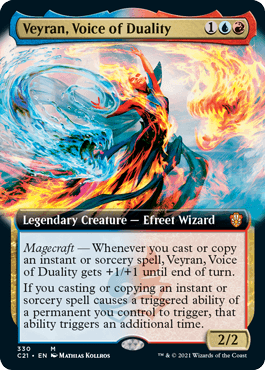 Veyran, Voice of Duality 1
Legendary Creature — Efreet Wizard
Magecraft — Whenever you cast or copy
an instant or sorcery spell, Veyran, Voice
of Duality gets +1/+1 until end of turn.
If you casting or copying an instant or
sorcery spell causes a triggered ability of
a permanent you control to trigger, that
ability triggers an additional time.
2/2
330 M
C21 • EN Mathias Kollros
™ & © 2021 Wizards of the Coast